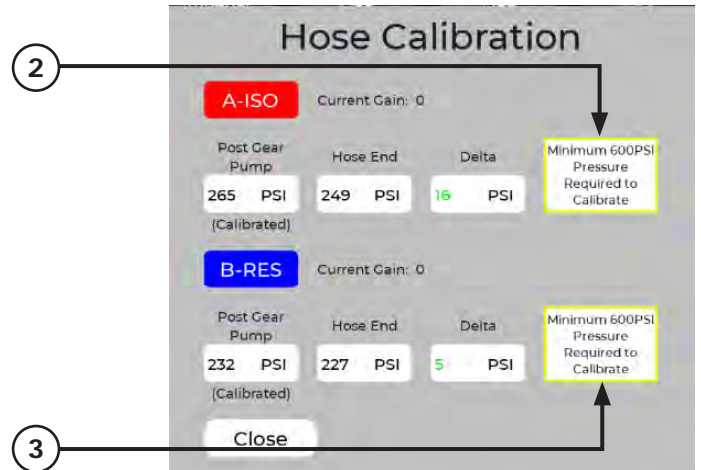 Hose Calibration
2
A-ISO
Current Gain: 0
Post Gear
Pump
Hose End
Delta
Minimum 600PSI
Pressure
Required to
Calibrate
265 PSI
249 PSI
16 PSI
(Calibrated)
B-RES
Current Gain: 0
Post Gear
Pump
Hose End
Delta
Minimum 600PSI
Pressure
Required to
Calibrate
232 PSI
227 PSI
5 PSI
(Calibrated)
Close
3